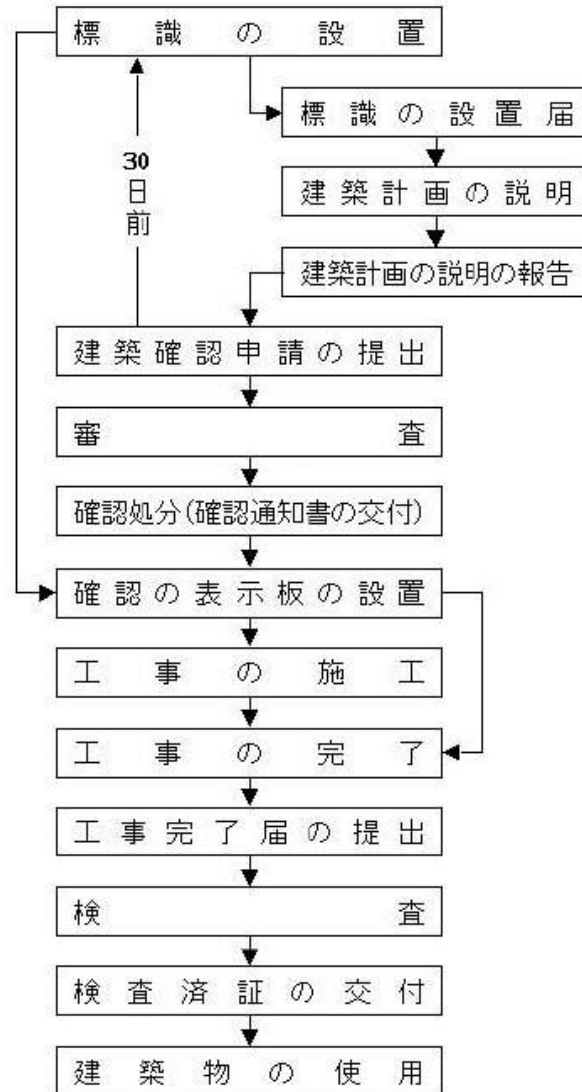 標識の設置
標識の設置届
建築計画の説明
建築計画の説明の報告
30
日
前
建築確認申請の提出
審査
確認処分(確認通知書の交付)
確認の表示板の設置
工事の施工
工事の完了
工事完了届の提出
検査
検査済証の交付
建築物の使用